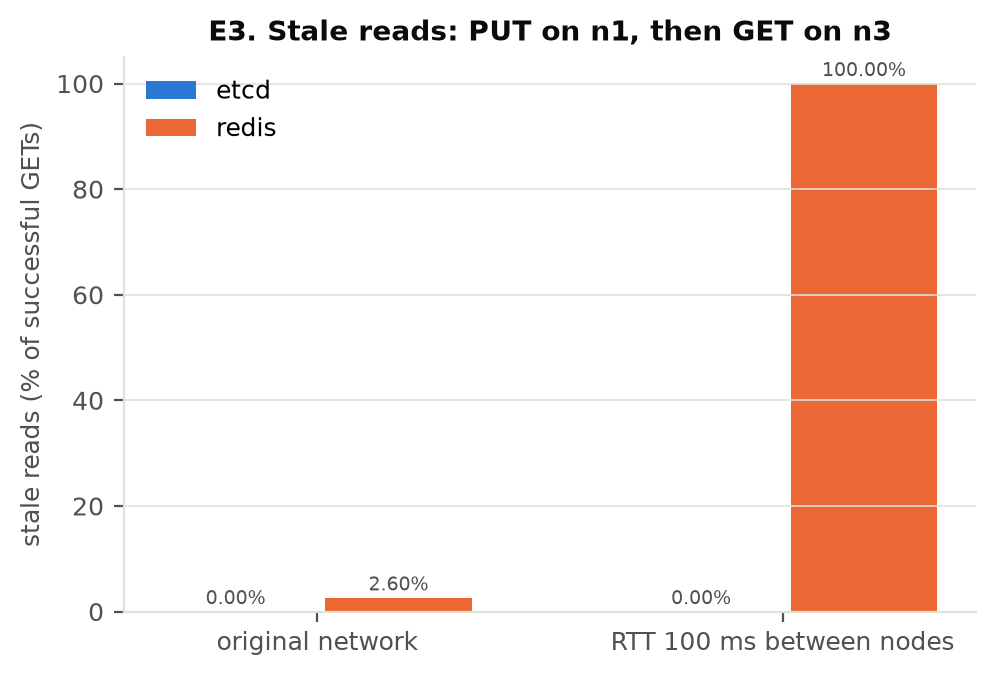 E3. Stale reads: PUT on n1, then GET on n3
etcd
redis
stale reads (% of successful GETs)
100
80
60
40
20
0
0.00%
2.60%
0.00%
100.00%
original network
RTT 100 ms between nodes